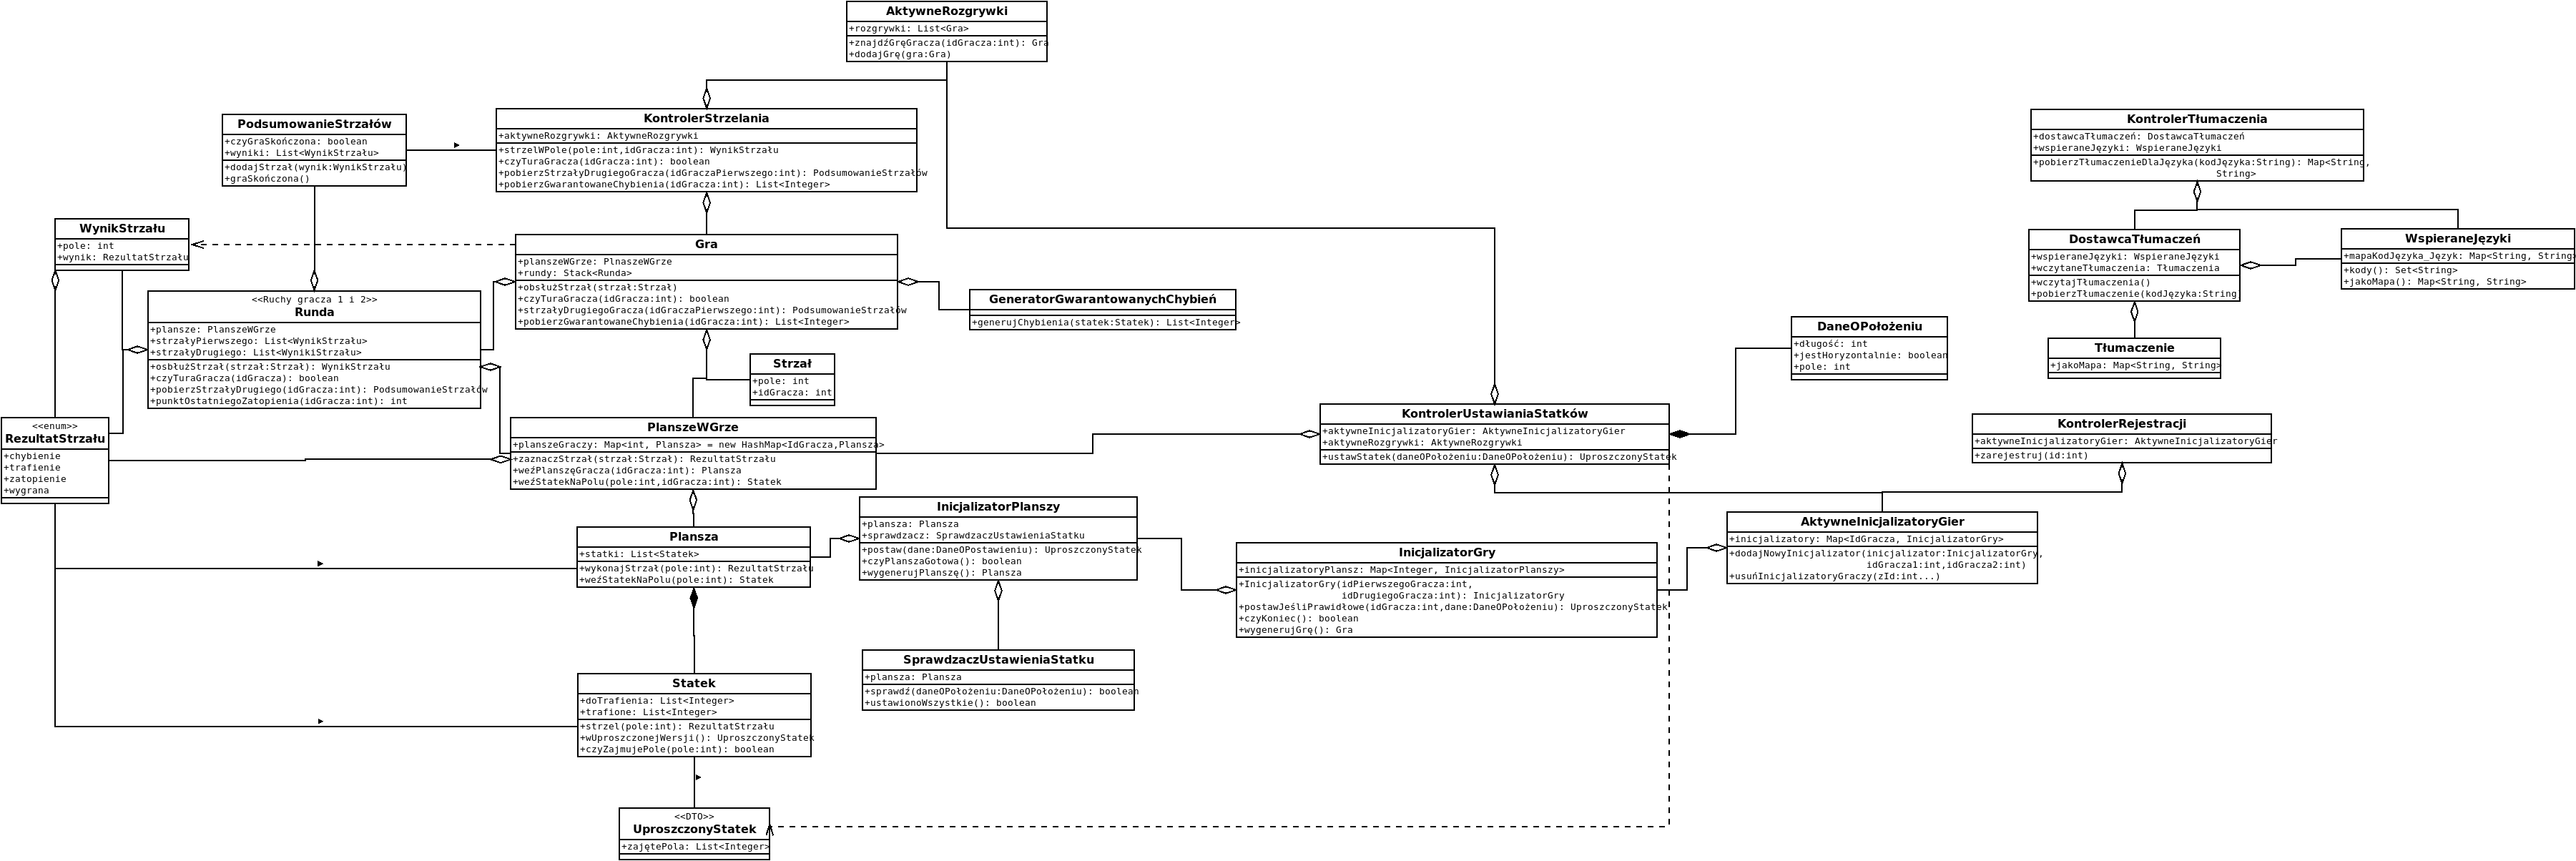 AktywneRozgrywki
+rozgrywki: List<Gra>
+znajdźGręGracza(idGracza:int): Gra
+dodajGrę(gra:Gra)
PodsumowanieStrzałów
+czyGraSkończona: boolean
+wyniki: List<WynikStrzału>
+dodajStrzał(wynik:WynikStrzału)
+graSkończona()
KontrolerStrzelania
+aktywneRozgrywki: AktywneRozgrywki
+strzelWPole(pole:int,idGracza:int): WynikStrzału
+czyTuraGracza(idGracza:int): boolean
+pobierzStrzałyDrugiegoGracza(idGraczaPierwszego:int): PodsumowanieStrzałów
+pobierzGwarantowaneChybienia(idGracza:int): List<Integer>
KontrolerTłumaczenia
+dostawcaTłumaczeń: DostawcaTłumaczeń
+wspieraneJęzyki: WspieraneJęzyki
+pobierzTłumaczenieDlaJęzyka(kodJęzyka:String): Map<String,
String>
WynikStrzału
+pole: int
+wynik: RezultatStrzału
Gra
+planszeWGrze: PlnaszeWGrze
+rundy: Stack<Runda>
+obsłużStrzał(strzał:Strzał)
+czyTuraGracza(idGracza:int): boolean
+strzałyDrugiegoGracza(idGraczaPierwszego:int): PodsumowanieStrzałów
+pobierzGwarantowaneChybienia(idGracza:int): List<Integer>
DostawcaTłumaczeń
+wspieraneJęzyki: WspieraneJęzyki
+wczytaneTłumaczenia: Tłumaczenia
+wczytajTłumaczenia()
+pobierzTłumaczenie(kodJęzyka:String
WspieraneJęzyki
+mapaKodJęzyka_Język: Map<String, String>
+kody(): Set<String>
+jakoMapa(): Map<String, String>
<<Ruchy gracza 1 i 2>>
Runda
+plansze: PlanszeWGrze
+strzałyPierwszego: List<WynikStrzału>
+strzałyDrugiego: List<WynikiStrzału>
+osbłużStrzał(strzał:Strzał): WynikStrzału
+czyTuraGracza(idGracza): boolean
+pobierzStrzałyDrugiego(idGracza:int): PodsumowanieStrzałów
+punktOstatniegoZatopienia(idGracza:int): int
GeneratorGwarantowanychChybień
+generujChybienia(statek:Statek): List<Integer>
DaneOPołożeniu
+długość: int
+jestHoryzontalnie: boolean
+pole: int
Tłumaczenie
+jakoMapa: Map<String, String>
Strzał
+pole: int
+idGracza: int
<<enum>>
RezultatStrzału
+chybienie
+trafienie
+zatopienie
+wygrana
PlanszeWGrze
+planszeGraczy: Map<int, Plansza> = new HashMap<IdGracza,Plansza>
+zaznaczStrzał(strzał:Strzał): RezultatStrzału
+weźPlanszęGracza(idGracza:int): Plansza
+weźStatekNaPolu(pole:int,idGracza:int): Statek
KontrolerUstawianiaStatków
+aktywneInicjalizatoryGier: AktywneInicjalizatoryGier
+aktywneRozgrywki: AktywneRozgrywki
+ustawStatek(daneOPołożeniu:DaneOPołożeniu): UproszczonyStatek
KontrolerRejestracji
+aktywneInicjalizatoryGier: AktywneInicjalizatoryGier
+zarejestruj(id:int)
Plansza
+statki: List<Statek>
+wykonajStrzał(pole:int): RezultatStrzału
+weźStatekNaPolu(pole:int): Statek
InicjalizatorPlanszy
+plansza: Plansza
+sprawdzacz: SprawdzaczUstawieniaStatku
+postaw(dane:DaneOPostawieniu): UproszczonyStatek
+czyPlanszaGotowa(): boolean
+wygenerujPlanszę(): Plansza
InicjalizatorGry
+inicjalizatoryPlansz: Map<Integer, InicjalizatorPlanszy>
+InicjalizatorGry(idPierwszegoGracza:int,
idDrugiegoGracza:int): InicjalizatorGry
+postawJeśliPrawidłowe(idGracza:int,dane:DaneOPołożeniu): UproszczonyStatek
+czyKoniec(): boolean
+wygenerujGrę(): Gra
AktywneInicjalizatoryGier
+inicjalizatory: Map<IdGracza, InicjalizatorGry>
+dodajNowyInicjalizator(inicjalizator:InicjalizatorGry,
idGracza1:int,idGracza2:int)
+usuńInicjalizatoryGraczy(zId:int...)
SprawdzaczUstawieniaStatku
+plansza: Plansza
+sprawdź(daneOPołożeniu:DaneOPołożeniu): boolean
+ustawionoWszystkie(): boolean
Statek
+doTrafienia: List<Integer>
+trafione: List<Integer>
+strzel(pole:int): RezultatStrzału
+wUproszczonejWersji(): UproszczonyStatek
+czyZajmujePole(pole:int): boolean
<<DTO>>
UproszczonyStatek
+zajętePola: List<Integer>